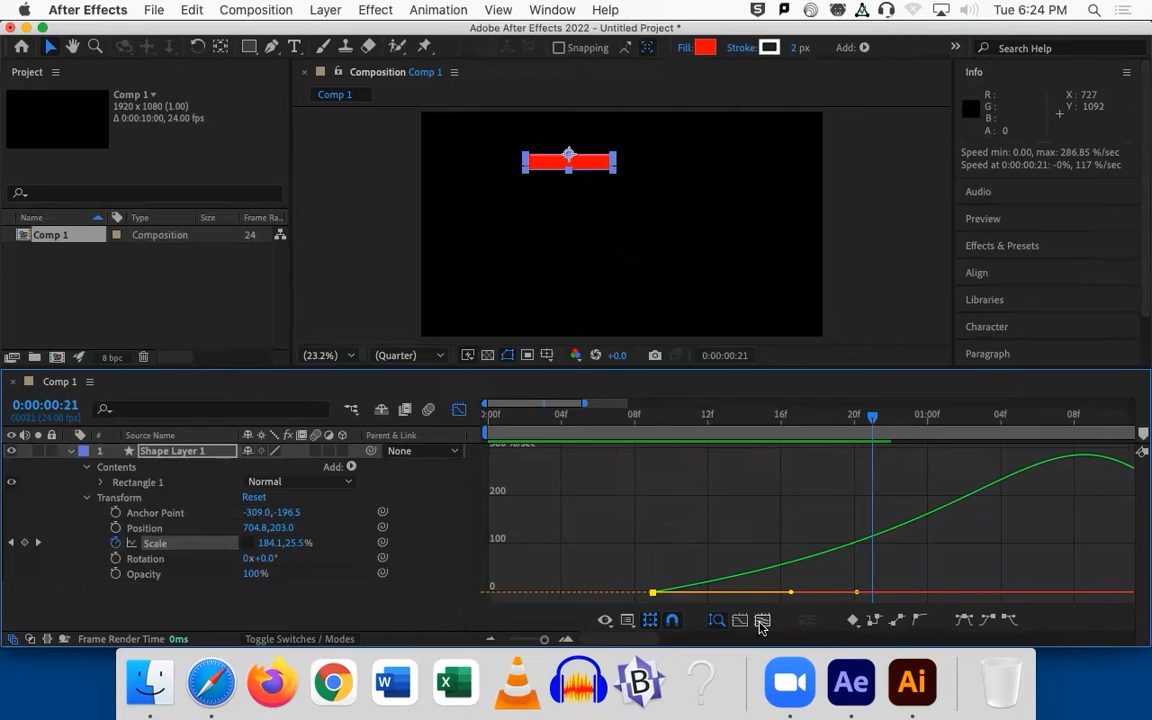 After Effects File Edit Composition Layer Effect Animation View Window Help Tue 6:24 PM
Adobe After Effects 2022 - Untitled Project *
Snapping Fill: Stroke: 2 px Add: Search Help
Project
Composition Comp 1
Info
Comp 1
1920 x 1080 (1.00)
Δ 0:00:10:00, 24.00 fps
Comp 1
R :
G :
B :
A : 0
X : 727
Y : 1092
Speed min: 0.00, max: 286.85 %/sec
Speed at 0:00:00:21: -0%, 117 %/sec
Audio
Preview
Effects & Presets
Align
Libraries
Character
Paragraph
Name Type Size Frame Ra...
Comp 1 Composition 24
8 bpc
(23.2%) (Quarter) +0.0 0:00:00:21
Comp 1
0:00:00:21
00021 (24.00 fps)
:00f 04f 08f 12f 16f 20f 01:00f 04f 08f
# Source Name Parent & Link
1 Shape Layer 1 None
Contents Add:
Rectangle 1 Normal
Transform Reset
Anchor Point -309.0,-196.5
Position 704.8,203.0
Scale 184.1,25.5%
Rotation 0x+0.0°
Opacity 100%
200
100
0
Frame Render Time 0ms Toggle Switches / Modes
W X B ? Ae Ai